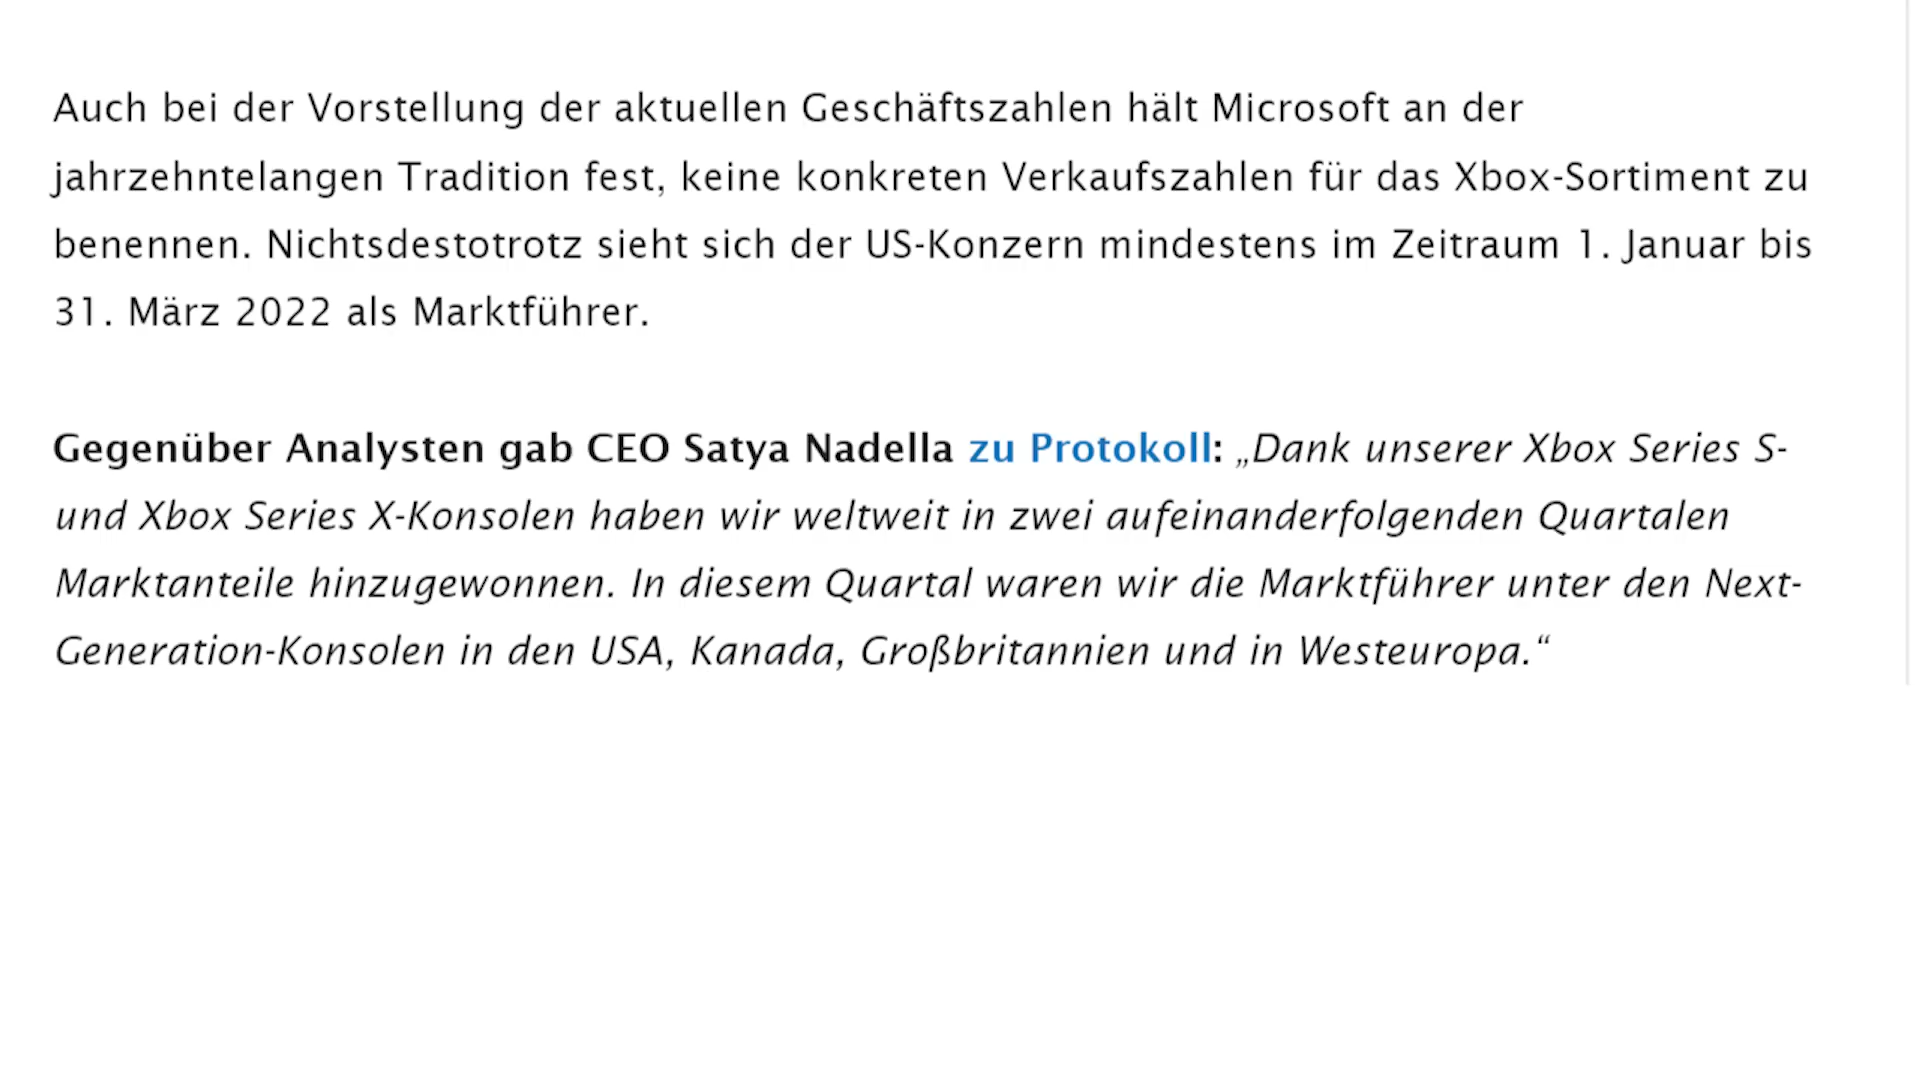 Auch bei der Vorstellung der aktuellen Geschäftszahlen hält Microsoft an der
jahrzehntelangen Tradition fest, keine konkreten Verkaufszahlen für das Xbox-Sortiment zu
benennen. Nichtsdestotrotz sieht sich der US-Konzern mindestens im Zeitraum 1. Januar bis
31. März 2022 als Marktführer.
Gegenüber Analysten gab CEO Satya Nadella zu Protokoll: „Dank unserer Xbox Series S-
und Xbox Series X-Konsolen haben wir weltweit in zwei aufeinanderfolgenden Quartalen
Marktanteile hinzugewonnen. In diesem Quartal waren wir die Marktführer unter den Next-
Generation-Konsolen in den USA, Kanada, Großbritannien und in Westeuropa.“